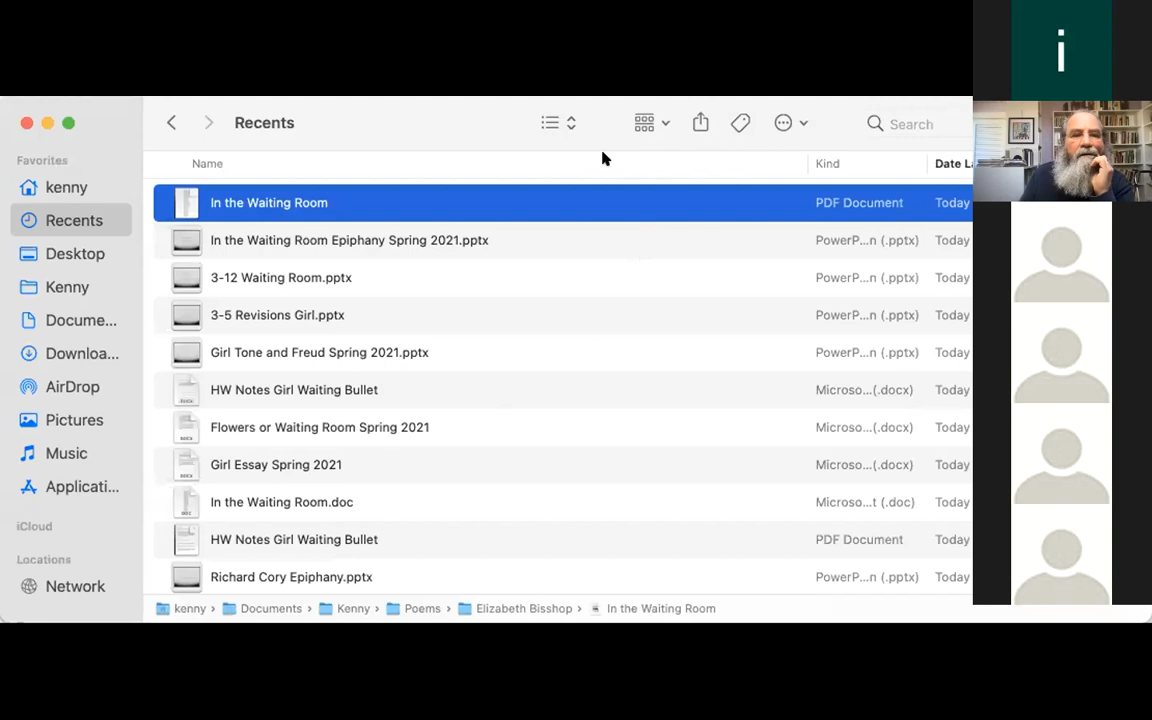 i
Recents
Search
Favorites
kenny
Recents
Desktop
Kenny
Docume...
Downloa...
AirDrop
Pictures
Music
Applicati...
iCloud
Locations
Network
Name Kind Date La
In the Waiting Room PDF Document Today
In the Waiting Room Epiphany Spring 2021.pptx PowerP...n (.pptx) Today
3-12 Waiting Room.pptx PowerP...n (.pptx) Today
3-5 Revisions Girl.pptx PowerP...n (.pptx) Today
Girl Tone and Freud Spring 2021.pptx PowerP...n (.pptx) Today
HW Notes Girl Waiting Bullet Microso...(.docx) Today
Flowers or Waiting Room Spring 2021 Microso...(.docx) Today
Girl Essay Spring 2021 Microso...(.docx) Today
In the Waiting Room.doc Microso...t (.doc) Today
HW Notes Girl Waiting Bullet PDF Document Today
Richard Cory Epiphany.pptx PowerP...n (.pptx) Today
kenny › Documents › Kenny › Poems › Elizabeth Bisshop › In the Waiting Room